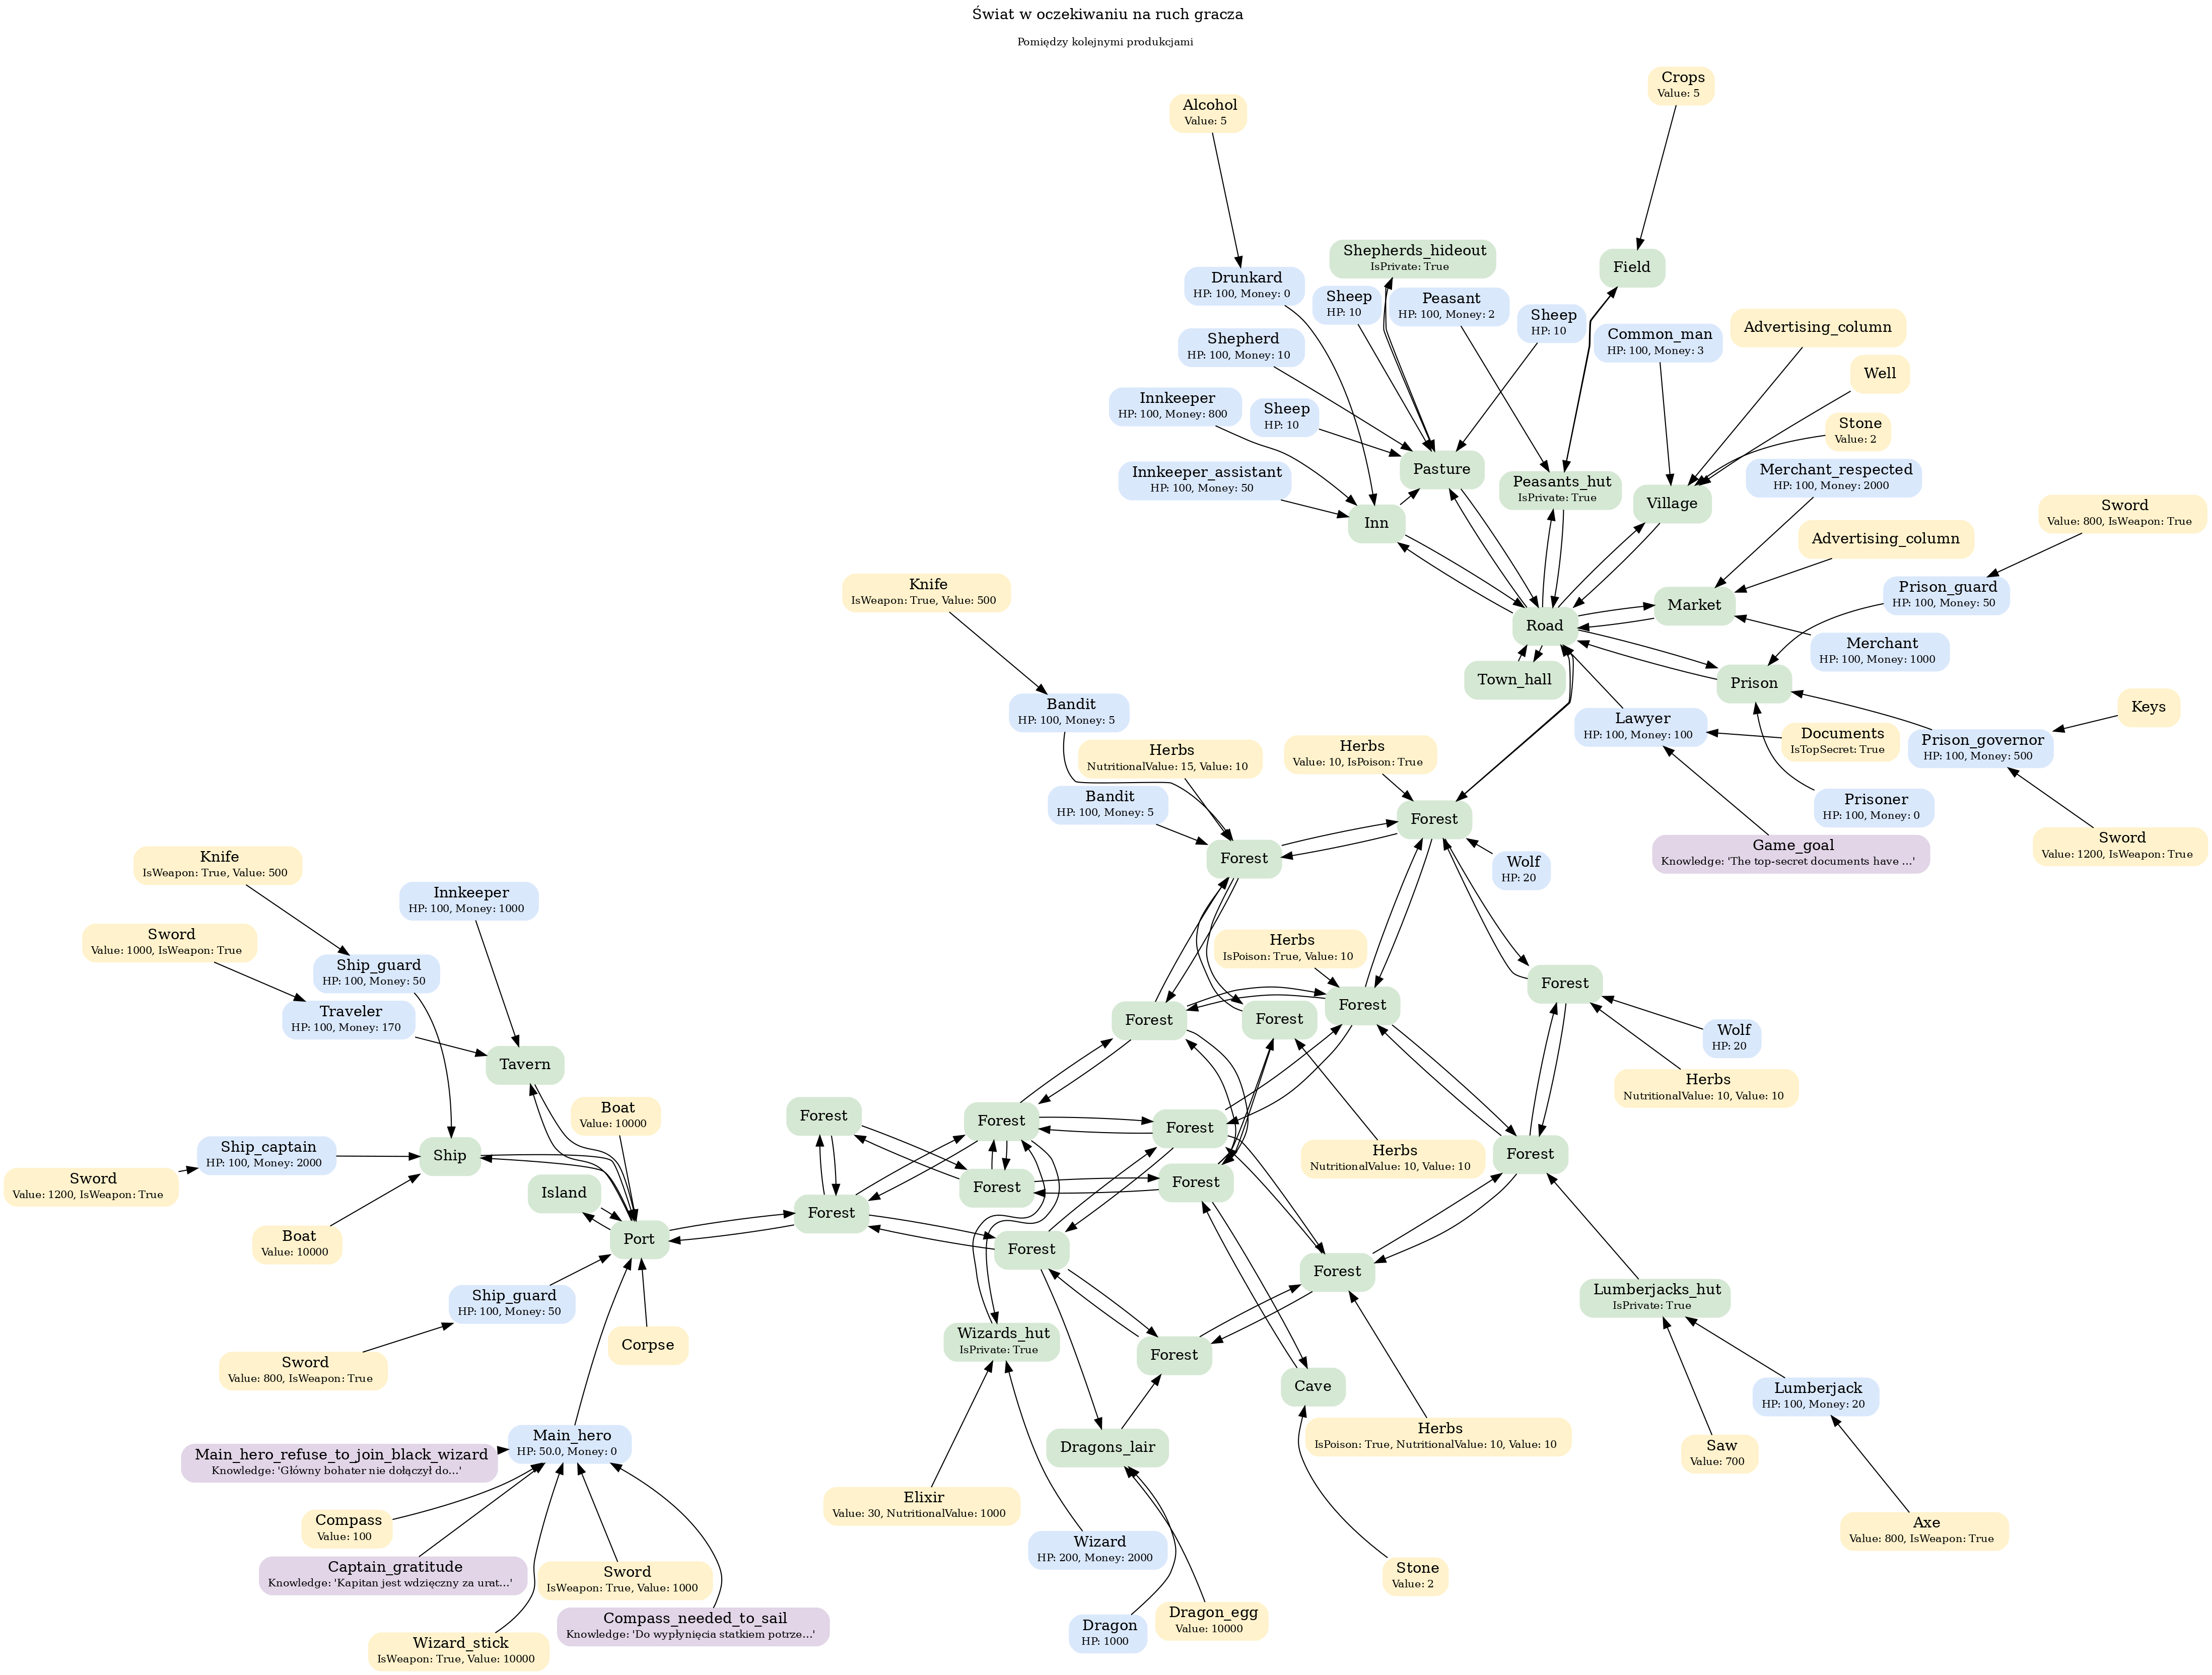 Świat w oczekiwaniu na ruch gracza
Pomiędzy kolejnymi produkcjami
Crops
Value: 5
Alcohol
Value: 5
Shepherds_hideout
IsPrivate: True
Field
Drunkard
HP: 100, Money: 0
Sheep
HP: 10
Peasant
HP: 100, Money: 2
Sheep
HP: 10
Common_man
HP: 100, Money: 3
Advertising_column
Shepherd
HP: 100, Money: 10
Well
Innkeeper
HP: 100, Money: 800
Sheep
HP: 10
Stone
Value: 2
Innkeeper_assistant
HP: 100, Money: 50
Pasture
Peasants_hut
IsPrivate: True
Village
Merchant_respected
HP: 100, Money: 2000
Inn
Sword
Value: 800, IsWeapon: True
Advertising_column
Knife
IsWeapon: True, Value: 500
Prison_guard
HP: 100, Money: 50
Market
Road
Merchant
HP: 100, Money: 1000
Town_hall
Prison
Bandit
HP: 100, Money: 5
Lawyer
HP: 100, Money: 100
Keys
Documents
IsTopSecret: True
Prison_governor
HP: 100, Money: 500
Herbs
NutritionalValue: 15, Value: 10
Herbs
Value: 10, IsPoison: True
Bandit
HP: 100, Money: 5
Forest
Prisoner
HP: 100, Money: 0
Sword
Value: 1200, IsWeapon: True
Game_goal
Knowledge: 'The top-secret documents have ...'
Forest
Wolf
HP: 20
Knife
IsWeapon: True, Value: 500
Innkeeper
HP: 100, Money: 1000
Sword
Value: 1000, IsWeapon: True
Herbs
IsPoison: True, Value: 10
Ship_guard
HP: 100, Money: 50
Forest
Traveler
HP: 100, Money: 170
Forest
Forest
Forest
Wolf
HP: 20
Tavern
Herbs
NutritionalValue: 10, Value: 10
Boat
Value: 10000
Forest
Forest
Forest
Ship_captain
HP: 100, Money: 2000
Ship
Herbs
NutritionalValue: 10, Value: 10
Forest
Sword
Value: 1200, IsWeapon: True
Island
Forest
Forest
Forest
Boat
Value: 10000
Port
Forest
Forest
Ship_guard
HP: 100, Money: 50
Lumberjacks_hut
IsPrivate: True
Wizards_hut
IsPrivate: True
Corpse
Forest
Sword
Value: 800, IsWeapon: True
Cave
Lumberjack
HP: 100, Money: 20
Main_hero
HP: 50.0, Money: 0
Herbs
IsPoison: True, NutritionalValue: 10, Value: 10
Main_hero_refuse_to_join_black_wizard
Knowledge: 'Główny bohater nie dołączył do...'
Dragons_lair
Saw
Value: 700
Elixir
Value: 30, NutritionalValue: 1000
Compass
Value: 100
Axe
Value: 800, IsWeapon: True
Wizard
HP: 200, Money: 2000
Captain_gratitude
Knowledge: 'Kapitan jest wdzięczny za urat...'
Sword
IsWeapon: True, Value: 1000
Stone
Value: 2
Compass_needed_to_sail
Knowledge: 'Do wypłynięcia statkiem potrze...'
Dragon
HP: 1000
Dragon_egg
Value: 10000
Wizard_stick
IsWeapon: True, Value: 10000